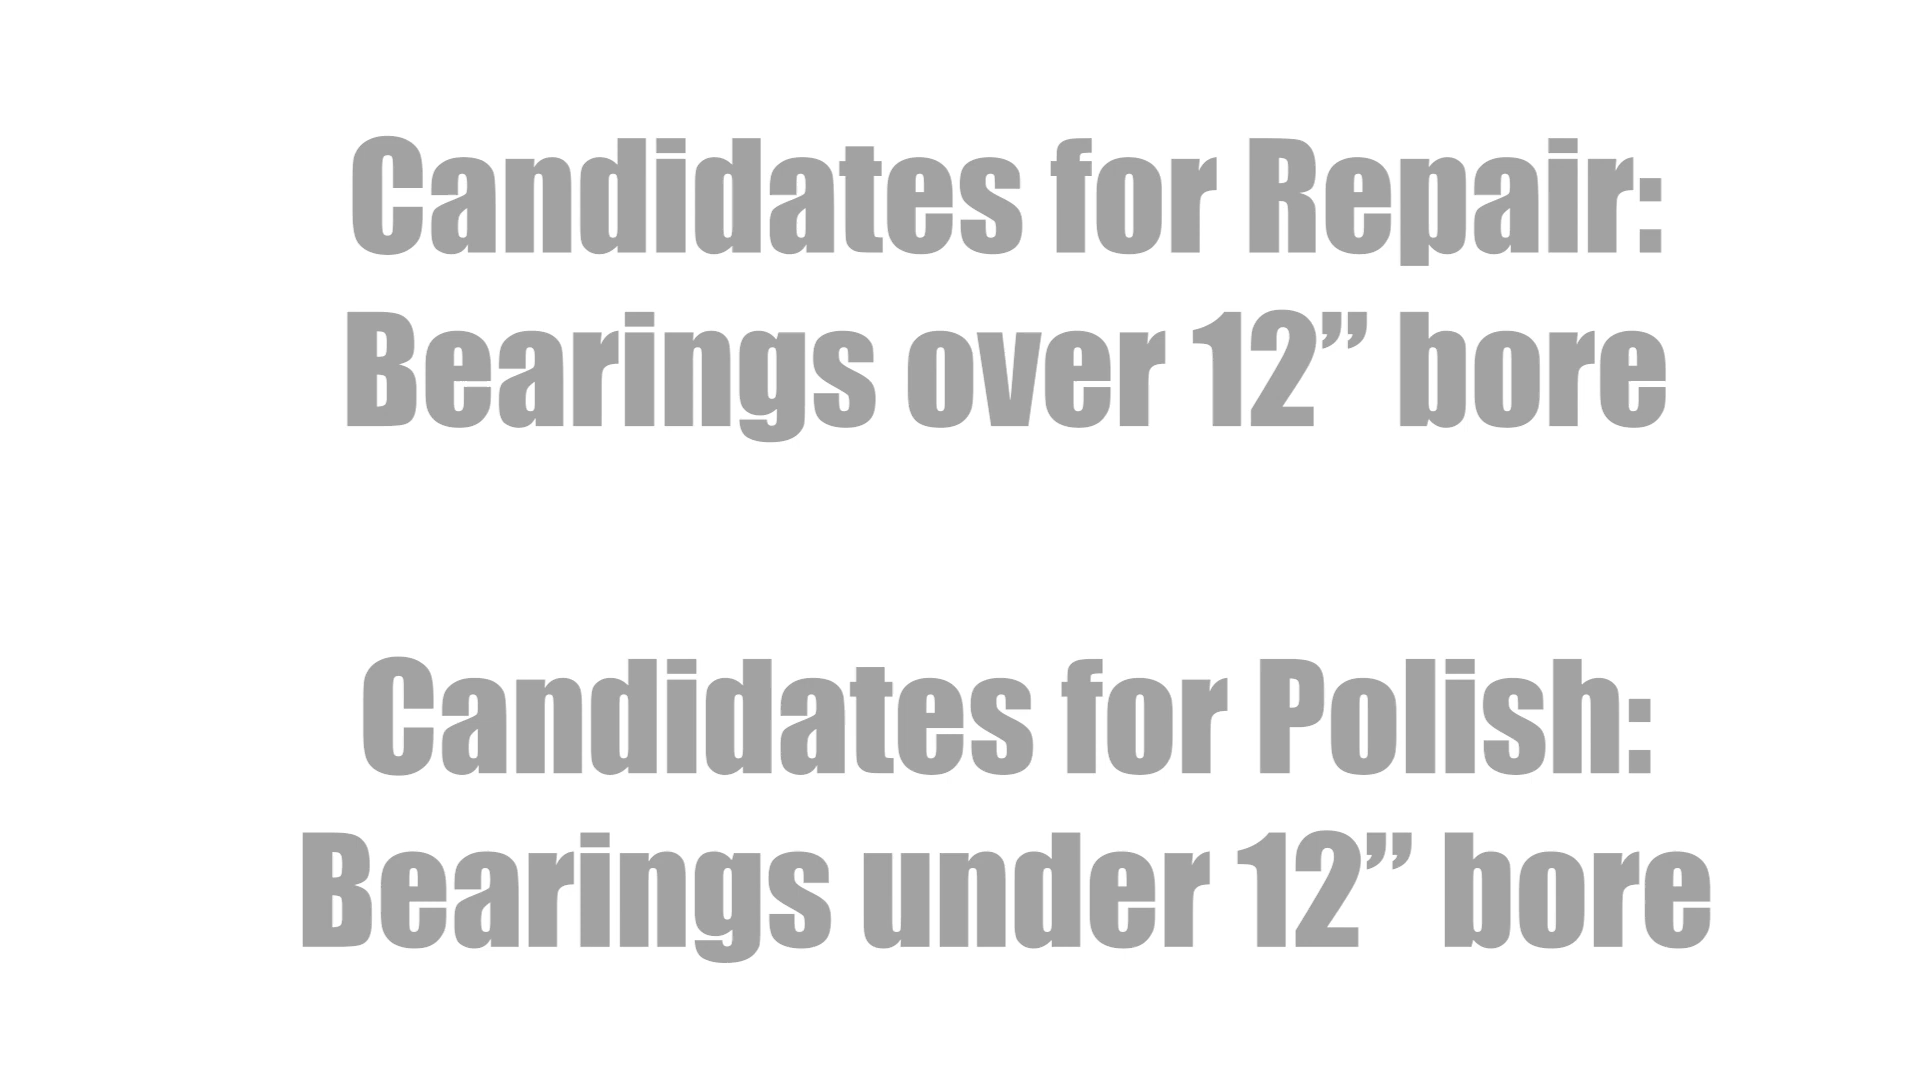 Candidates for Repair:
Bearings over 12” bore
Candidates for Polish:
Bearings under 12” bore